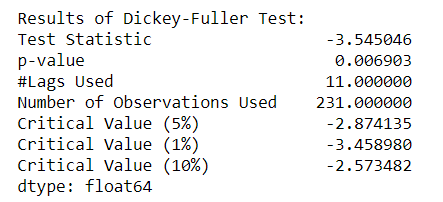 Results of Dickey-Fuller Test:
Test Statistic                  -3.545046
p-value                          0.006903
#Lags Used                      11.000000
Number of Observations Used    231.000000
Critical Value (5%)             -2.874135
Critical Value (1%)             -3.458980
Critical Value (10%)            -2.573482
dtype: float64